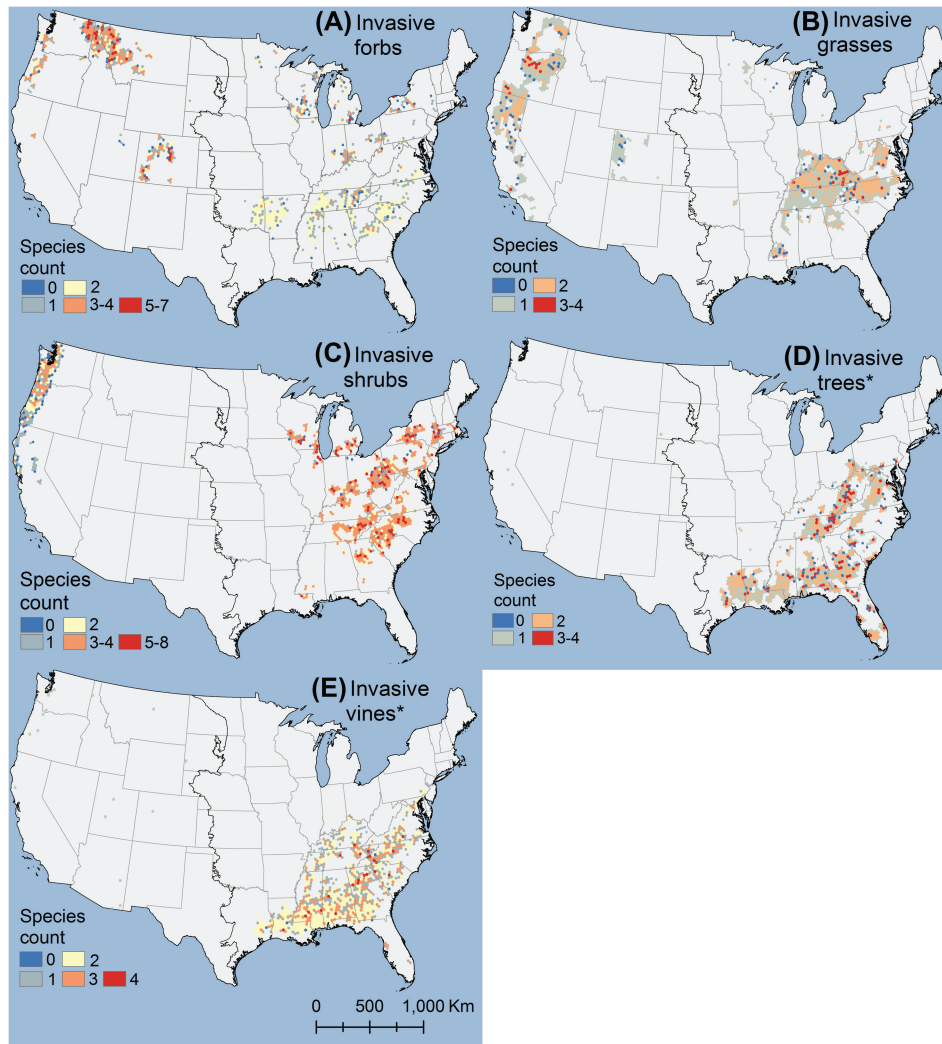 (A) Invasive
forbs
Species
count
0 2
1 3-4 5-7
(B) Invasive
grasses
Species
count
0 2
1 3-4
(C) Invasive
shrubs
Species
count
0 2
1 3-4 5-8
(D) Invasive
trees*
Species
count
0 2
1 3-4
(E) Invasive
vines*
Species
count
0 2
1 3 4
0 500 1,000 Km